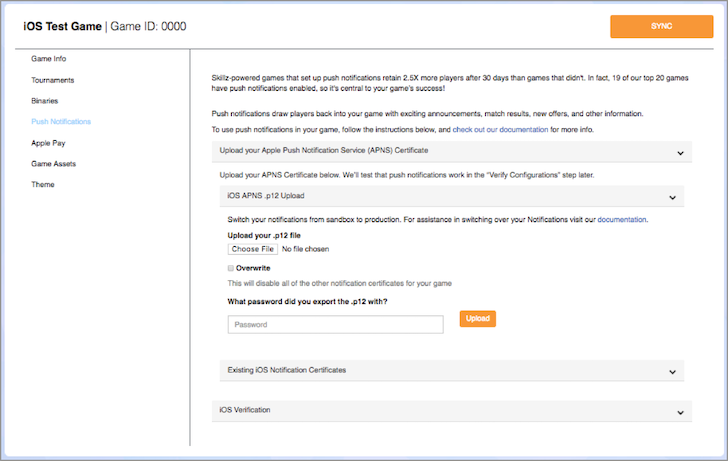 iOS Test Game | Game ID: 0000
SYNC
Game Info
Tournaments
Binaries
Push Notifications
Apple Pay
Game Assets
Theme
Skillz-powered games that set up push notifications retain 2.5X more players after 30 days than games that didn't. In fact, 19 of our top 20 games
have push notifications enabled, so it's central to your game's success!
Push notifications draw players back into your game with exciting announcements, match results, new offers, and other information.
To use push notifications in your game, follow the instructions below, and check out our documentation for more info.
Upload your Apple Push Notification Service (APNS) Certificate
Upload your APNS Certificate below. We'll test that push notifications work in the "Verify Configurations" step later.
iOS APNS .p12 Upload
Switch your notifications from sandbox to production. For assistance in switching over your Notifications visit our documentation.
Upload your .p12 file
Choose File No file chosen
Overwrite
This will disable all of the other notification certificates for your game
What password did you export the .p12 with?
Password
Upload
Existing iOS Notification Certificates
iOS Verification